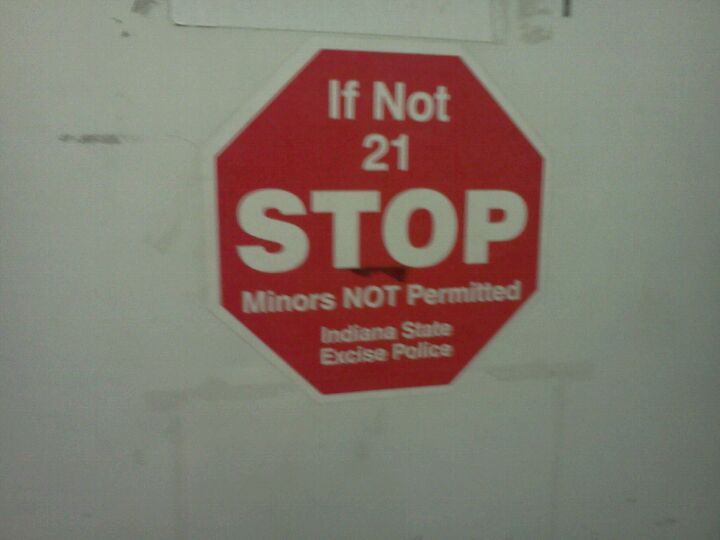 If Not
21
STOP
Minors NOT Permitted
Indiana State
Excise Police